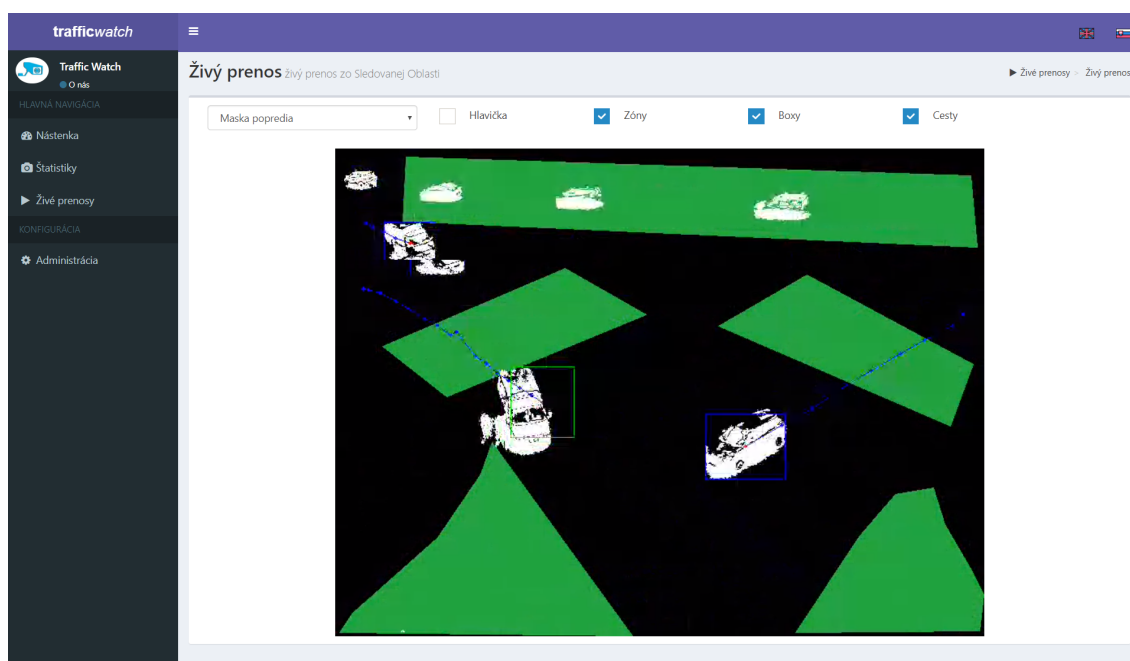 trafficwatch
Traffic Watch
O nás
HLAVNÁ NAVIGÁCIA
Nástenka
Štatistiky
Živé prenosy
KONFIGURÁCIA
Administrácia
Živý prenos živý prenos zo Sledovanej Oblasti
Živé prenosy > Živý prenos
Maska popredia
Hlavička
Zóny
Boxy
Cesty